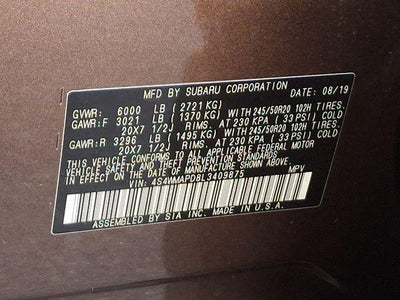 MFD BY SUBARU CORPORATION DATE: 08/19
GVWR: 6000 LB (2721 KG)
GAWR:F 3021 LB (1370 KG) WITH 245/50R20 102H TIRES.
20X7 1/2J RIMS. AT 230 KPA (33 PSI) COLD
GAWR:R 3296 LB (1495 KG) WITH 245/50R20 102H TIRES.
20X7 1/2J RIMS. AT 230 KPA (33 PSI) COLD
THIS VEHICLE CONFORMS TO ALL APPLICABLE FEDERAL MOTOR
VEHICLE SAFETY AND THEFT PREVENTION STANDARDS
IN EFFECT ON THE DATE OF MANUFACTURE SHOWN ABOVE.
VIN: 4S4WMAPD8L3409875 MPV
ASSEMBLED BY SIA INC. MADE IN U.S.A.